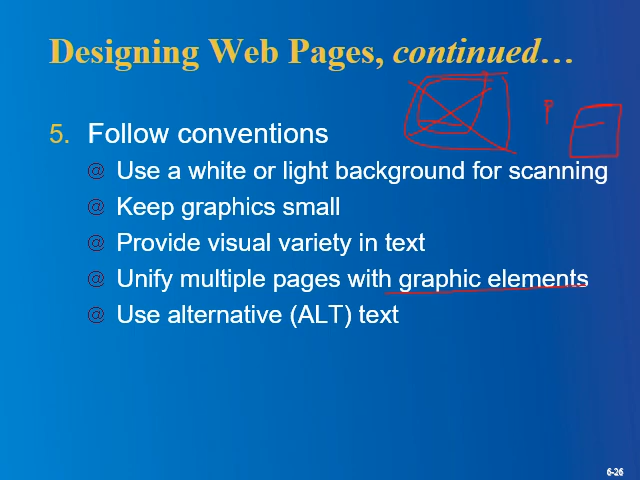 Designing Web Pages, continued…
5. Follow conventions
@ Use a white or light background for scanning
@ Keep graphics small
@ Provide visual variety in text
@ Unify multiple pages with graphic elements
@ Use alternative (ALT) text
6-26